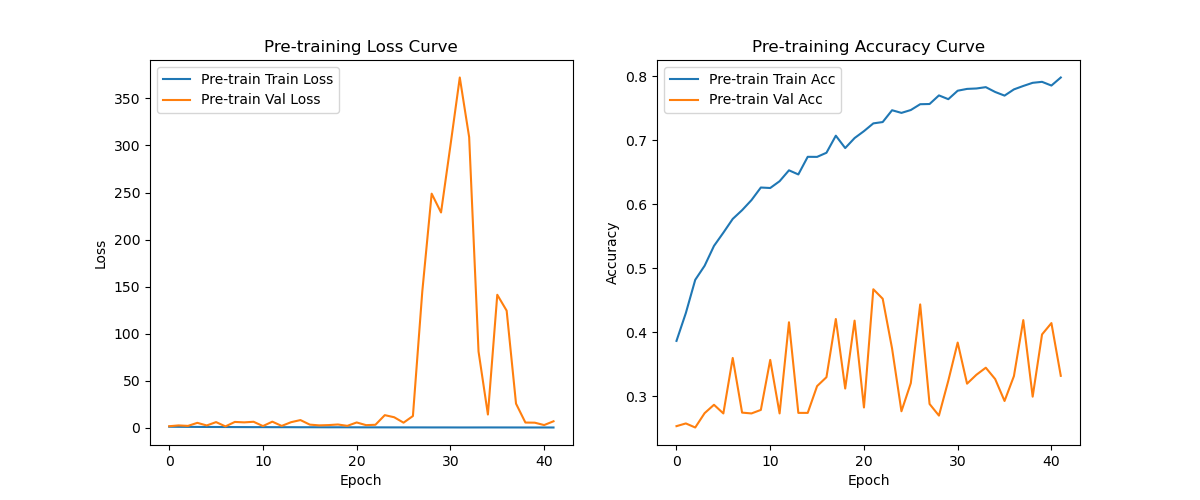 Pre-training Loss Curve
Pre-train Train Loss
Pre-train Val Loss
350
300
250
200
150
100
50
0
Loss
0 10 20 30 40
Epoch
Pre-training Accuracy Curve
Pre-train Train Acc
Pre-train Val Acc
0.8
0.7
0.6
0.5
0.4
0.3
Accuracy
0 10 20 30 40
Epoch